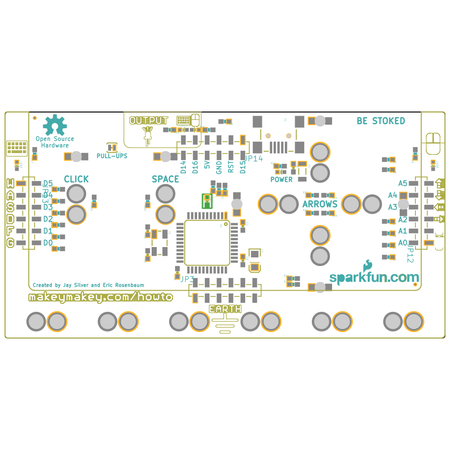 OUTPUT
BE STOKED
Open Source
Hardware
PULL-UPS
D14
D16
5V
GND
RST
D15
JP14
POWER
W
A
S
D
F
G
D5
D4
D3
D2
D1
D0
CLICK
SPACE
ARROWS
A5
A4
A3
A2
A1
A0
JP12
JP3
sparkfun.com
Created by Jay Silver and Eric Rosenbaum
makeymakey.com/howto
EARTH